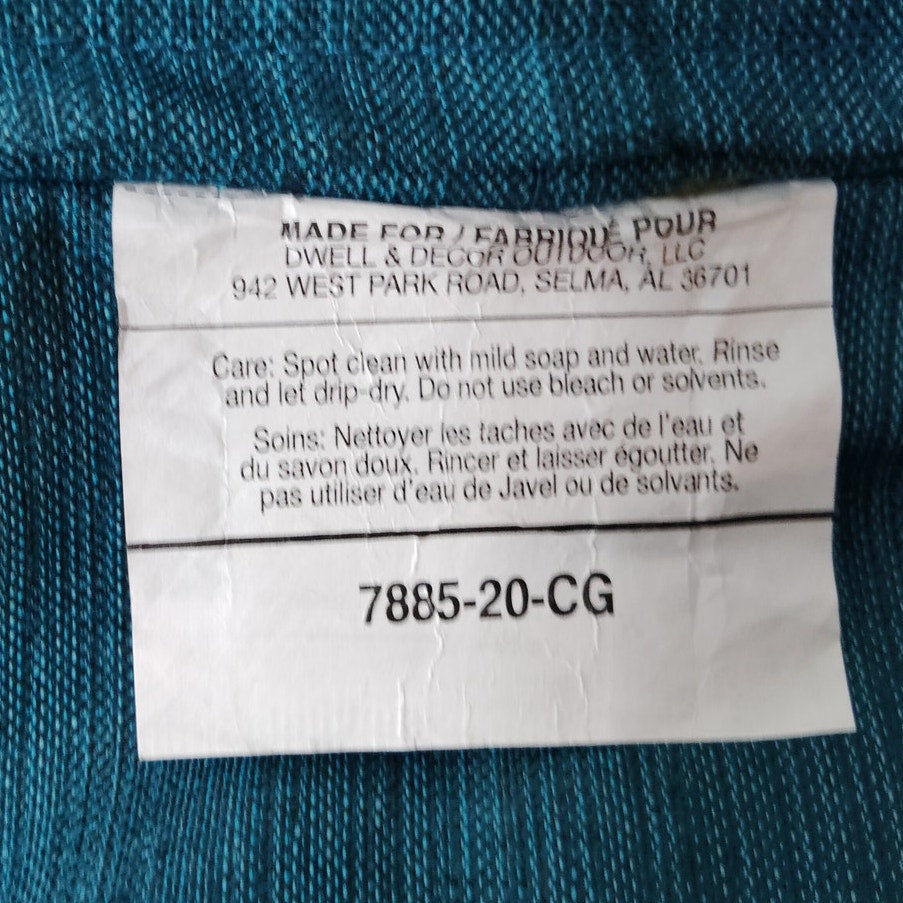 MADE FOR / FABRIQUÉ POUR
DWELL & DECOR OUTDOOR, LLC
942 WEST PARK ROAD, SELMA, AL 36701
Care: Spot clean with mild soap and water. Rinse
and let drip-dry. Do not use bleach or solvents.
Soins: Nettoyer les taches avec de l'eau et
du savon doux. Rincer et laisser égoutter. Ne
pas utiliser d'eau de Javel ou de solvants.
7885-20-CG